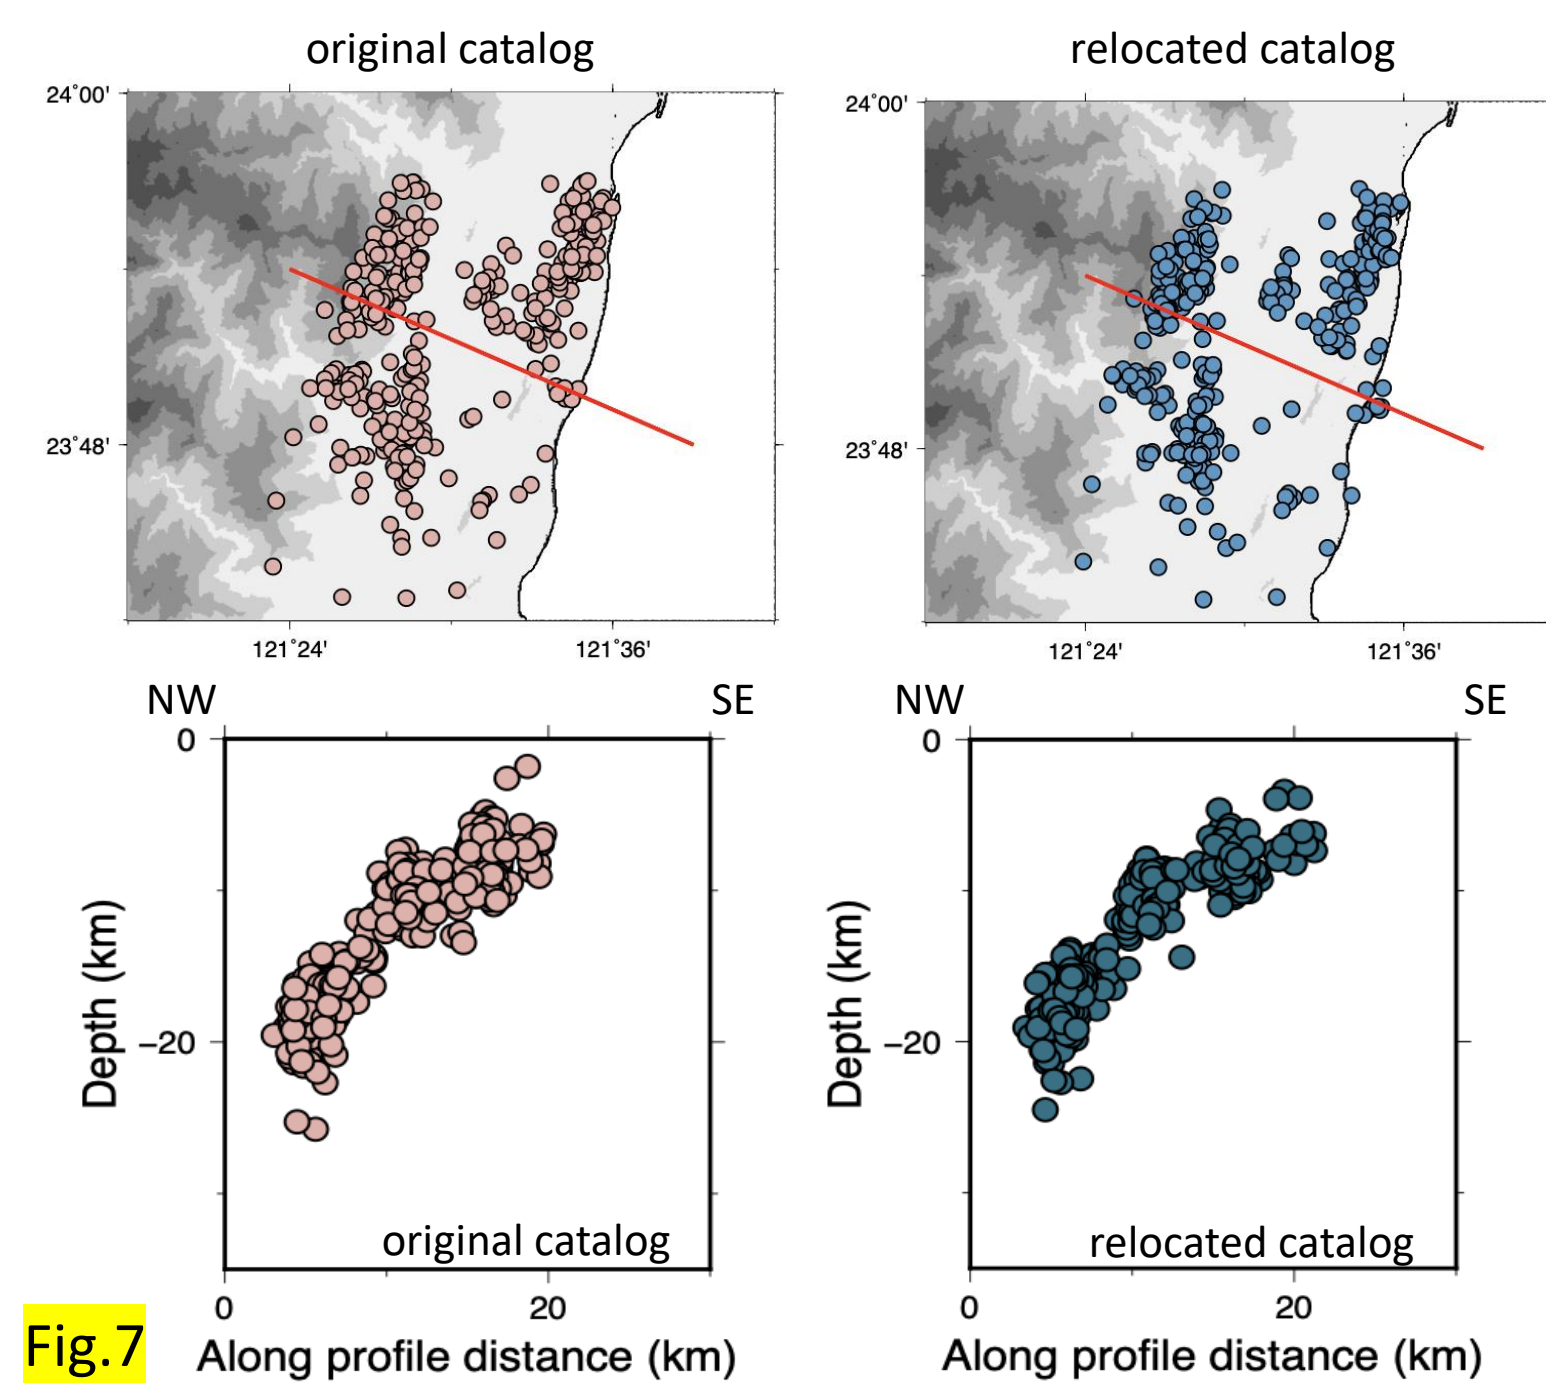 original catalog
relocated catalog
24°00'
23°48'
121°24'
121°36'
24°00'
23°48'
121°24'
121°36'
NW
SE
NW
SE
0
−20
Depth (km)
original catalog
0
20
Along profile distance (km)
0
−20
Depth (km)
relocated catalog
0
20
Along profile distance (km)
Fig.7